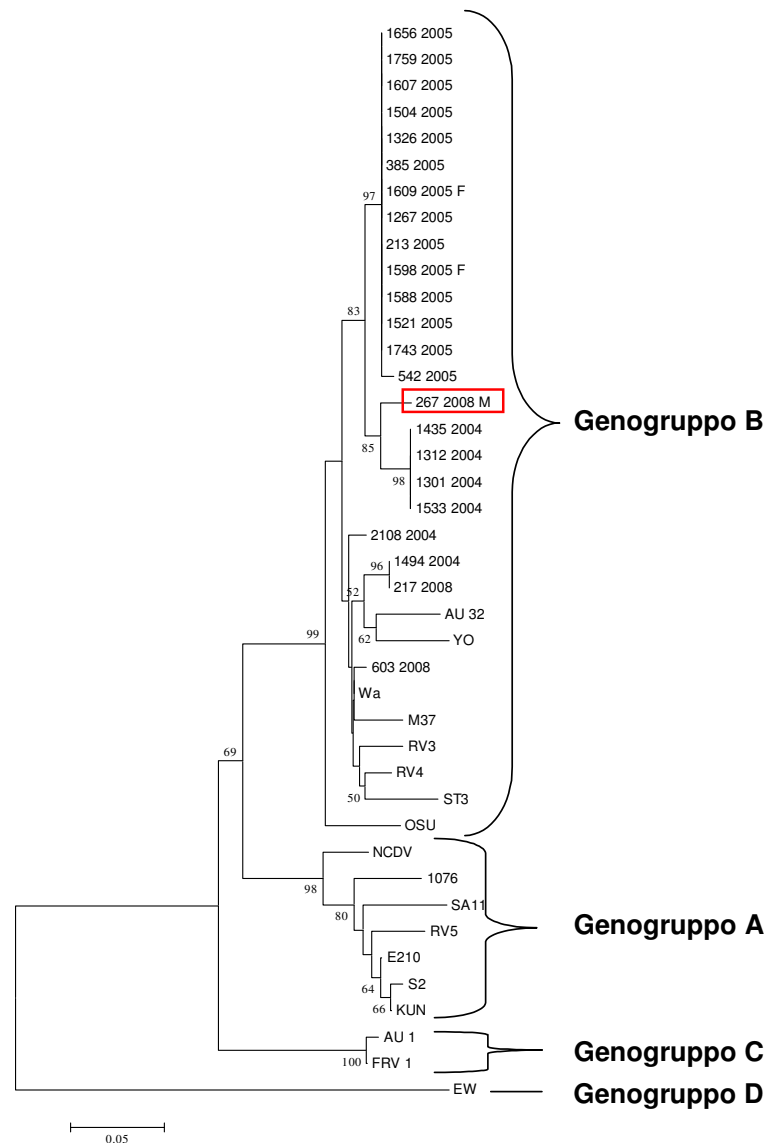 1656 2005
1759 2005
1607 2005
1504 2005
1326 2005
385 2005
97
1609 2005 F
1267 2005
213 2005
1598 2005 F
1588 2005
83
1521 2005
1743 2005
542 2005
267 2008 M
Genogruppo B
1435 2004
85
1312 2004
98
1301 2004
1533 2004
2108 2004
96
1494 2004
52
217 2008
AU 32
99
62
YO
603 2008
Wa
M37
69
RV3
RV4
50
ST3
OSU
NCDV
98
1076
80
SA11
Genogruppo A
RV5
E210
64
S2
66
KUN
AU 1
Genogruppo C
100
FRV 1
EW
Genogruppo D
0.05